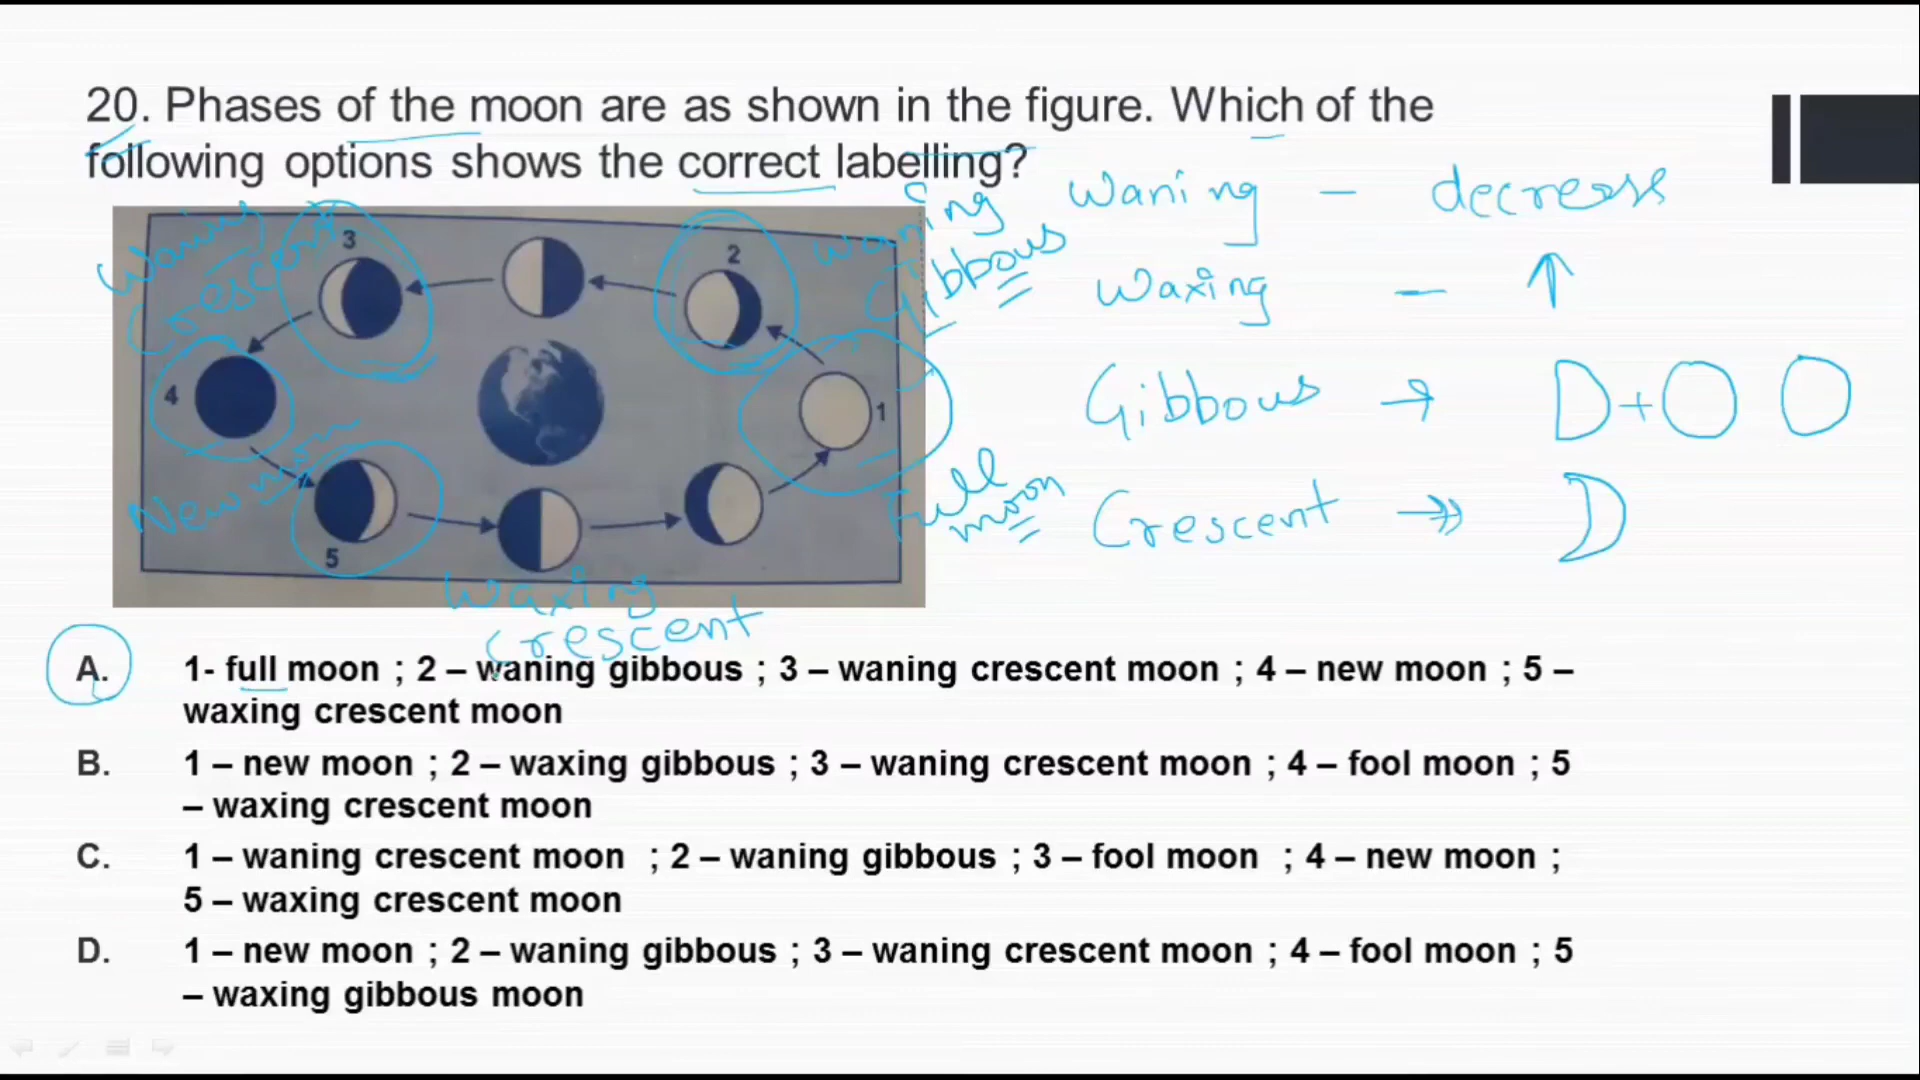 20. Phases of the moon are as shown in the figure. Which of the
following options shows the correct labelling?
Waning - decrease
Waxing - ↑
Gibbous → D+O O
Crescent →> D
Waning
Crescent
3
2
Waning
Gibbous
4
1
New moon
5
Full
moon
Waxing
Crescent
A. 1- full moon ; 2 – waning gibbous ; 3 – waning crescent moon ; 4 – new moon ; 5 –
waxing crescent moon
B. 1 – new moon ; 2 – waxing gibbous ; 3 – waning crescent moon ; 4 – fool moon ; 5
– waxing crescent moon
C. 1 – waning crescent moon ; 2 – waning gibbous ; 3 – fool moon ; 4 – new moon ;
5 – waxing crescent moon
D. 1 – new moon ; 2 – waning gibbous ; 3 – waning crescent moon ; 4 – fool moon ; 5
– waxing gibbous moon